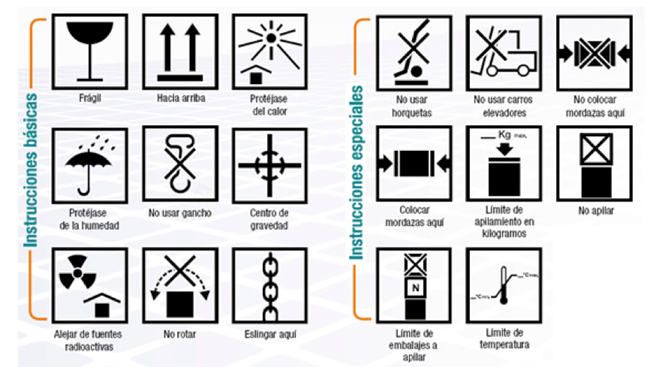 Instrucciones básicas
Frágil
Hacia arriba
Protéjase
del calor
Protéjase
de la humedad
No usar gancho
Centro de
gravedad
Alejar de fuentes
radioactivas
No rotar
Eslingar aquí
Instrucciones especiales
No usar
horquetas
No usar carros
elevadores
No colocar
mordazas aquí
Colocar
mordazas aquí
Kg max.
Límite de
apilamiento en
kilogramos
No apilar
N
Límite de
embalajes a
apilar
Límite de
temperatura